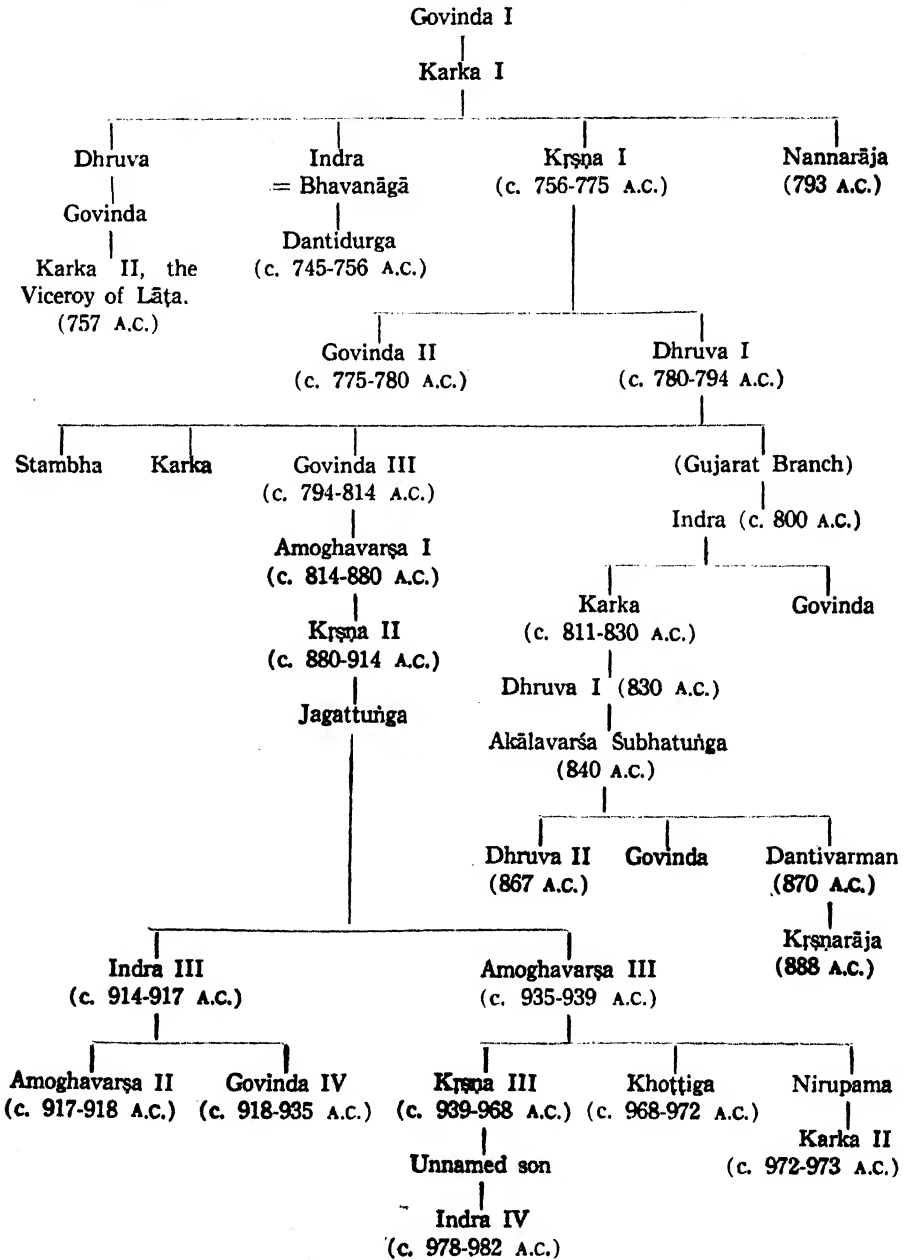 Govinda I
Karka I
Dhruva Indra Kṛṣṇa I Nannarāja
= Bhavanāgā (c. 756-775 A.C.) (793 A.C.)
Govinda
Dantidurga
(c. 745-756 A.C.)
Karka II, the
Viceroy of Lāṭa.
(757 A.C.)
Govinda II Dhruva I
(c. 775-780 A.C.) (c. 780-794 A.C.)
Stambha Karka Govinda III (Gujarat Branch)
(c. 794-814 A.C.)
Indra (c. 800 A.C.)
Amoghavarṣa I
(c. 814-880 A.C.)
Karka Govinda
(c. 811-830 A.C.)
Kṛṣṇa II
(c. 880-914 A.C.)
Dhruva I (830 A.C.)
Jagattuṅga
Akālavarśa Śubhatuṅga
(840 A.C.)
Dhruva II Govinda Dantivarman
(867 A.C.) (870 A.C.)
Kṛṣṇarāja
(888 A.C.)
Indra III Amoghavarṣa III
(c. 914-917 A.C.) (c. 935-939 A.C.)
Amoghavarṣa II Govinda IV Kṛṣṇa III Khoṭṭiga Nirupama
(c. 917-918 A.C.) (c. 918-935 A.C.) (c. 939-968 A.C.) (c. 968-972 A.C.)
Karka II
(c. 972-973 A.C.)
Unnamed son
Indra IV
(c. 978-982 A.C.)